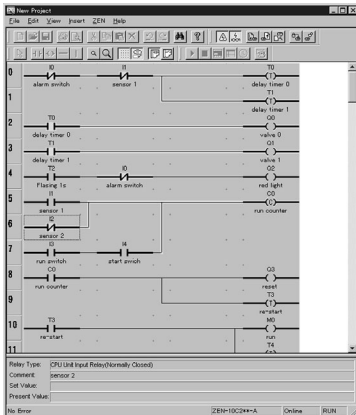 New Project
File Edit View Insert ZEN Help
0 I0 I1 T0
(T)
alarm switch sensor 1 delay timer 0
1 T1
(T)
delay timer 1
2 T0 Q0
delay timer 0 valve 0
3 T1 Q1
delay timer 1 valve 1
4 T2 I0 Q2
Flasing 1s alarm switch red light
5 I1 C0
(C)
sensor 1 run counter
6 I2
sensor 2
7 I3 I4
run switch start swich
8 C0 Q3
run counter reset
9 T3
(T)
re-start
10 T3 M0
re-start run
11 T4
Relay Type: CPU Unit Input Relay(Normally Closed)
Comment: sensor 2
Set Value:
Present Value:
No Error ZEN-10C2**-A Online RUN